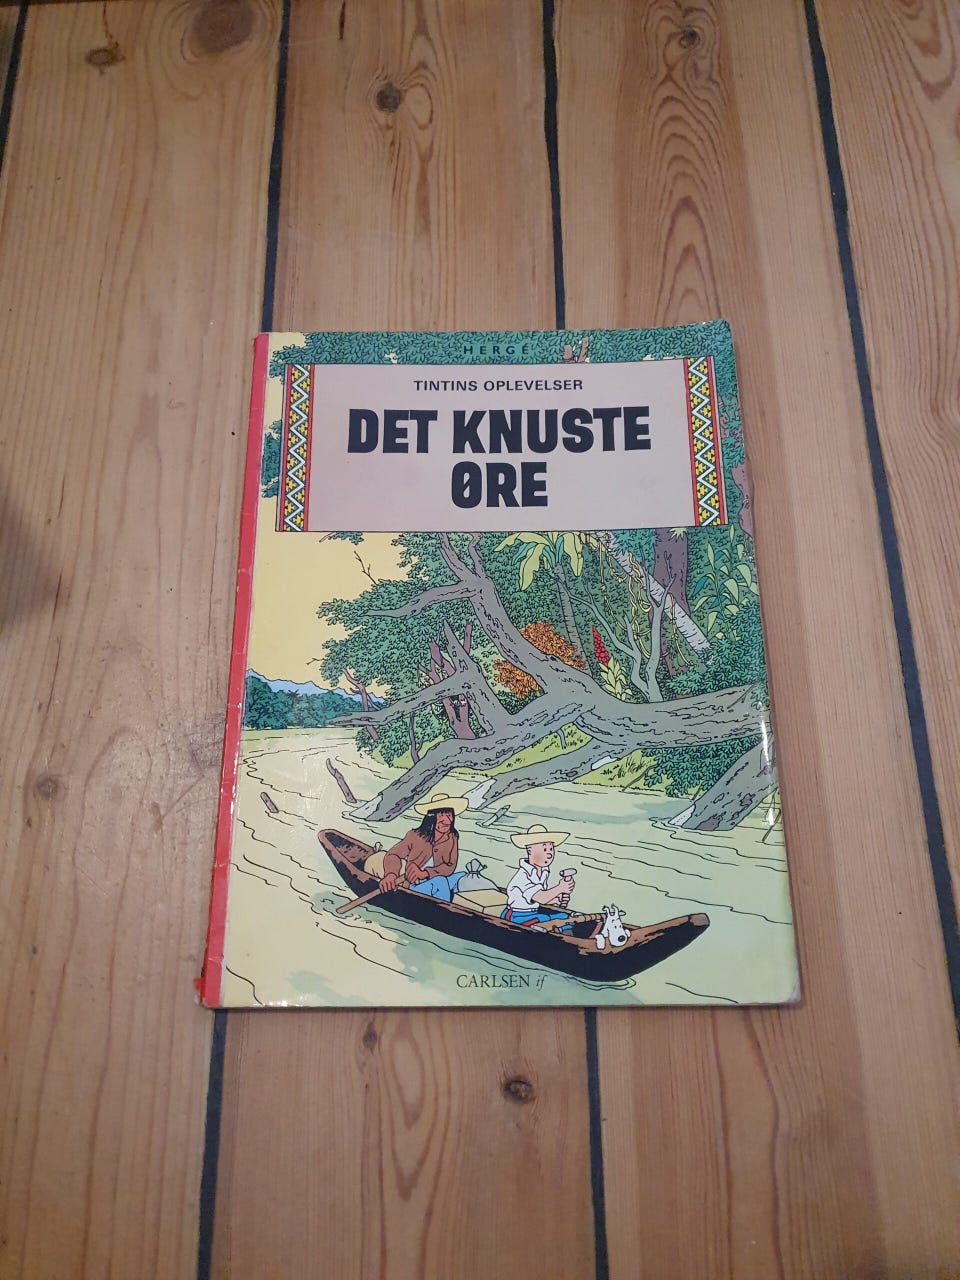 HERGÉ
TINTINS OPLEVELSER
DET KNUSTE
ØRE
CARLSEN if